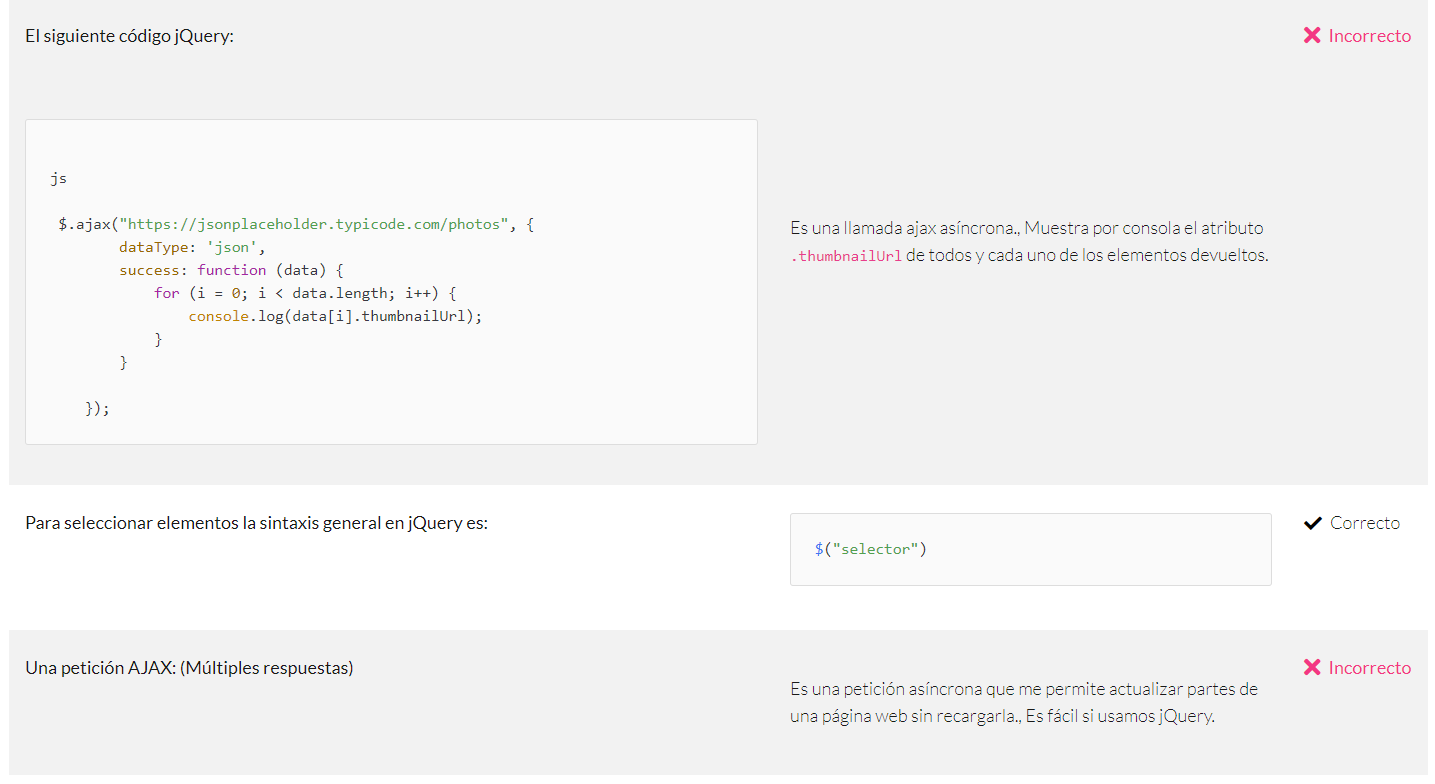 El siguiente código jQuery:
✖ Incorrecto
js
$.ajax("https://jsonplaceholder.typicode.com/photos", {
dataType: 'json',
success: function (data) {
for (i = 0; i < data.length; i++) {
console.log(data[i].thumbnailUrl);
}
}
});
Es una llamada ajax asíncrona., Muestra por consola el atributo
.thumbnailUrl de todos y cada uno de los elementos devueltos.
Para seleccionar elementos la sintaxis general en jQuery es:
$("selector")
✔ Correcto
Una petición AJAX: (Múltiples respuestas)
✖ Incorrecto
Es una petición asíncrona que me permite actualizar partes de
una página web sin recargarla., Es fácil si usamos jQuery.